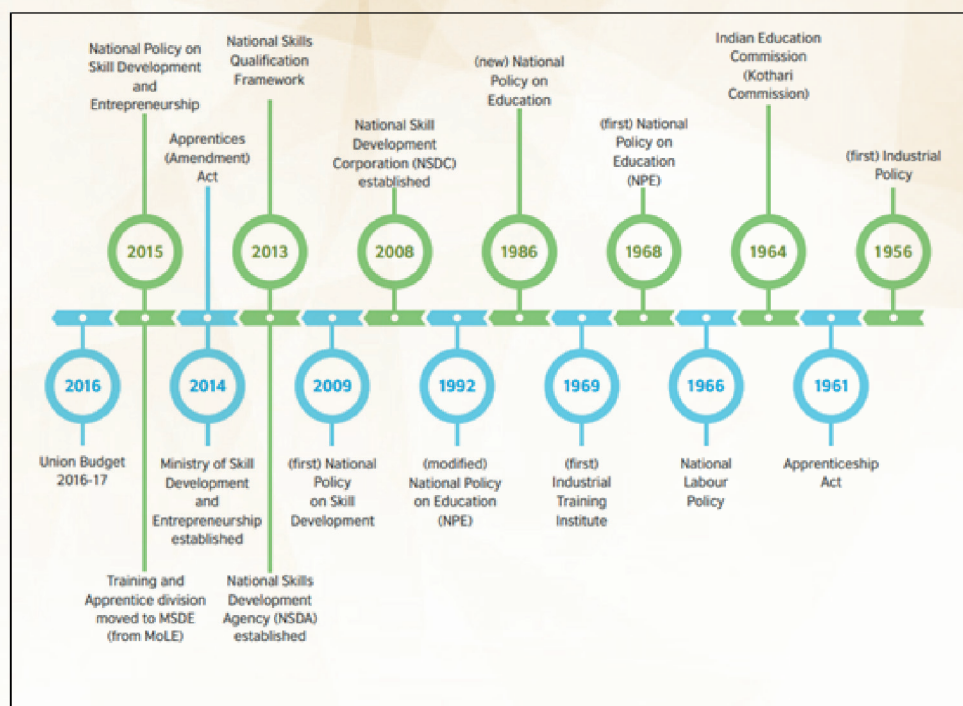 National Policy on
Skill Development
and
Entrepreneurship
National Skills
Qualification
Framework
(new) National
Policy on
Education
Indian Education
Commission
(Kothari
Commission)
Apprentices
(Amendment)
Act
National Skill
Development
Corporation (NSDC)
established
(first) National
Policy on
Education
(NPE)
(first) Industrial
Policy
2015
2013
2008
1986
1968
1964
1956
2016
2014
2009
1992
1969
1966
1961
Union Budget
2016-17
Ministry of Skill
Development
and
Entrepreneurship
established
(first) National
Policy
on Skill
Development
(modified)
National Policy
on Education
(NPE)
(first)
Industrial
Training
Institute
National
Labour
Policy
Apprenticeship
Act
Training and
Apprentice division
moved to MSDE
(from MoLE)
National Skills
Development
Agency (NSDA)
established